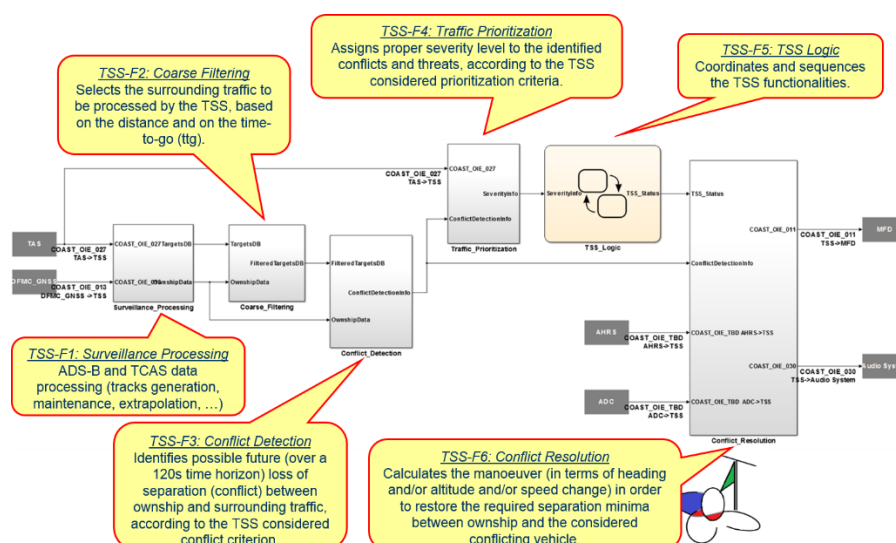 TSS-F4: Traffic Prioritization
Assigns proper severity level to the identified
conflicts and threats, according to the TSS
considered prioritization criteria.
TSS-F5: TSS Logic
Coordinates and sequences
the TSS functionalities.
TSS-F2: Coarse Filtering
Selects the surrounding traffic to
be processed by the TSS, based
on the distance and on the time-
to-go (ttg).
COAST_OIE_027
TAS->TSS
COAST_OIE_027
SeverityInfo
ConflictDetectionInfo
Traffic_Prioritization
SeverityInfo
TSS_Status
TSS_Logic
TSS_Status
COAST_OIE_011
COAST_OIE_011
TSS->MFD
MFD
ConflictDetectionInfo
TAS
COAST_OIE_027
TAS->TSS
COAST_OIE_027
TargetsDB
DFMC_GNSS
COAST_OIE_013
DFMC_GNSS->TSS
OwnshipData
Surveillance_Processing
TargetsDB
FilteredTargetsDB
OwnshipData
Coarse_Filtering
FilteredTargetsDB
ConflictDetectionInfo
OwnshipData
Conflict_Detection
AHRS
COAST_OIE_TBD
AHRS->TSS
COAST_OIE_TBD AHRS->TSS
COAST_OIE_030
COAST_OIE_030
TSS->Audio System
ADC
COAST_OIE_TBD
ADC->TSS
COAST_OIE_TBD ADC->TSS
Conflict_Resolution
TSS-F1: Surveillance Processing
ADS-B and TCAS data
processing (tracks generation,
maintenance, extrapolation, …)
TSS-F3: Conflict Detection
Identifies possible future (over a
120s time horizon) loss of
separation (conflict) between
ownship and surrounding traffic,
according to the TSS considered
conflict criterion
TSS-F6: Conflict Resolution
Calculates the manoeuver (in terms of heading
and/or altitude and/or speed change) in order
to restore the required separation minima
between ownship and the considered
conflicting vehicle